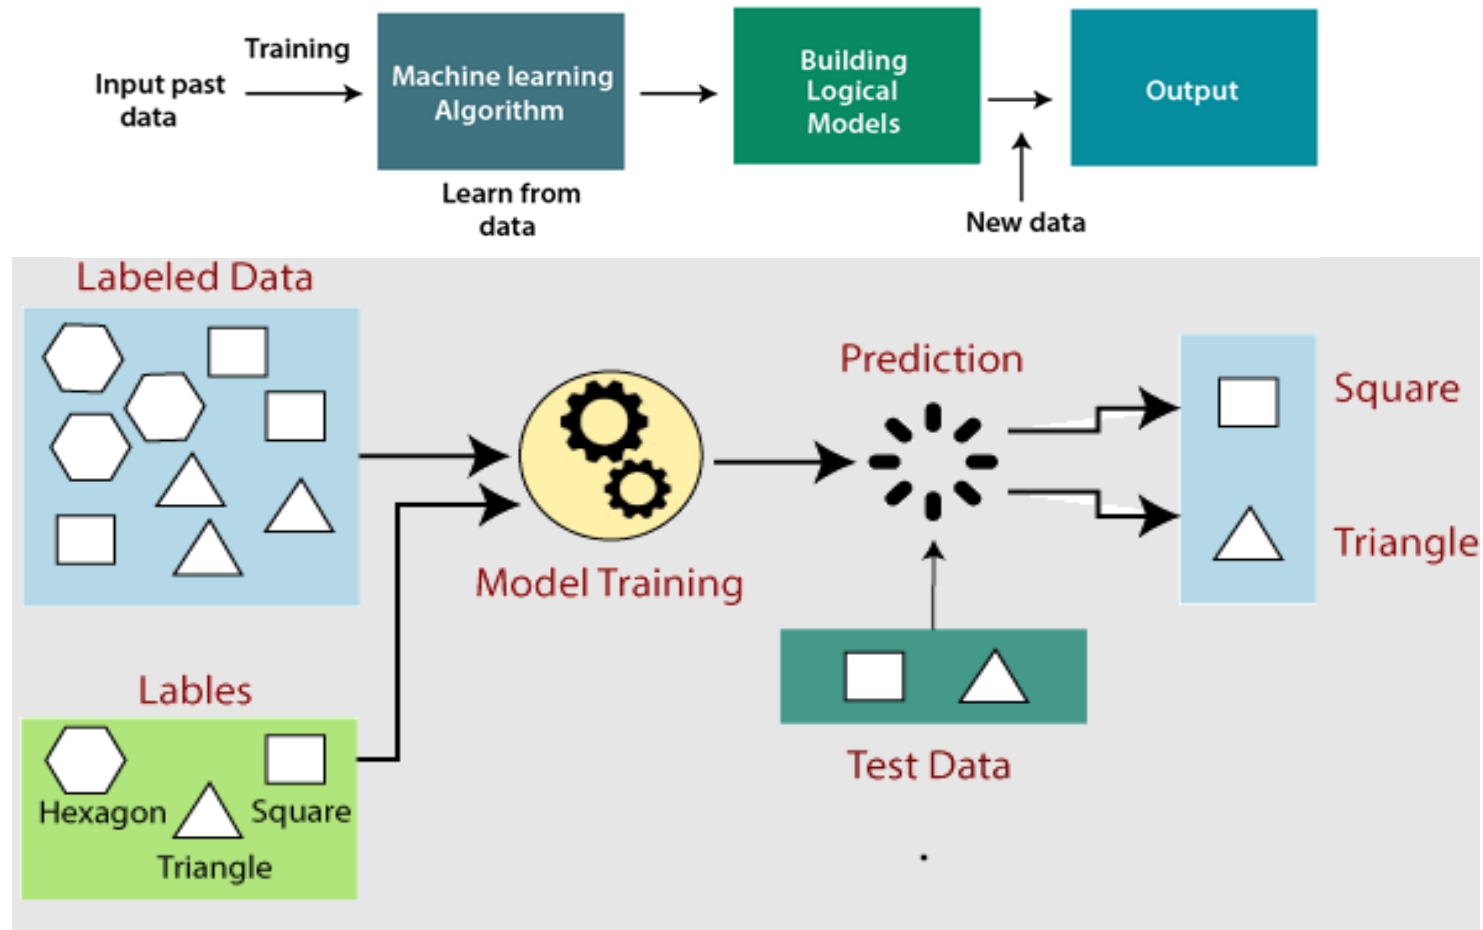 Training
Input past
data
Machine learning
Algorithm
Learn from
data
Building
Logical
Models
New data
Output
Labeled Data
Lables
Hexagon
Square
Triangle
Model Training
Prediction
Test Data
Square
Triangle